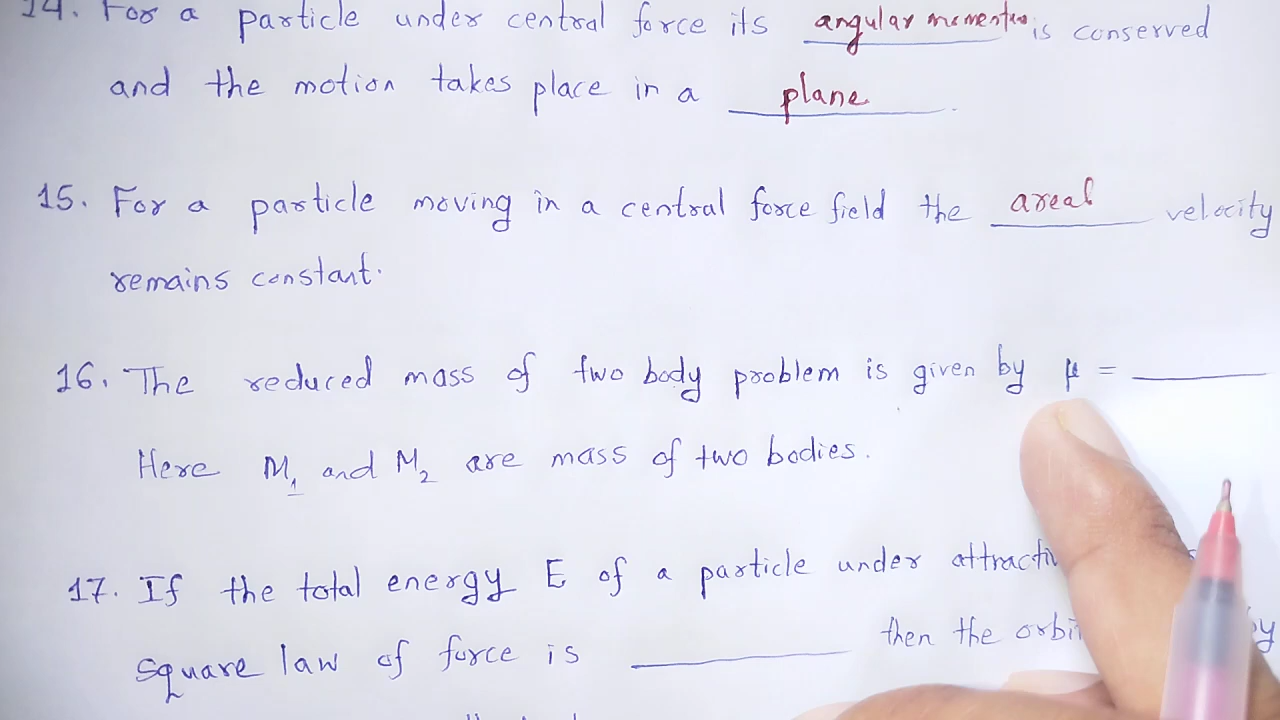 14. For a particle under central force its angular momentum is conserved
and the motion takes place in a plane.
15. For a particle moving in a central force field the areal velocity
remains constant.
16. The reduced mass of two body problem is given by μ = ______
Here M₁ and M₂ are mass of two bodies.
17. If the total energy E of a particle under
square law of force is ______ then the